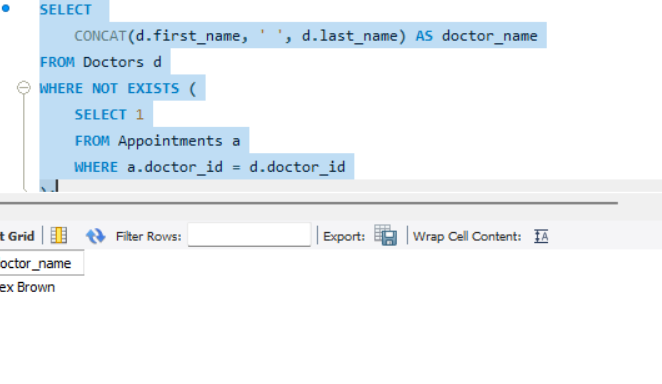 SELECT
CONCAT(d.first_name, ' ', d.last_name) AS doctor_name
FROM Doctors d
WHERE NOT EXISTS (
SELECT 1
FROM Appointments a
WHERE a.doctor_id = d.doctor_id
t Grid Filter Rows: Export: Wrap Cell Content:
octor_name
ex Brown